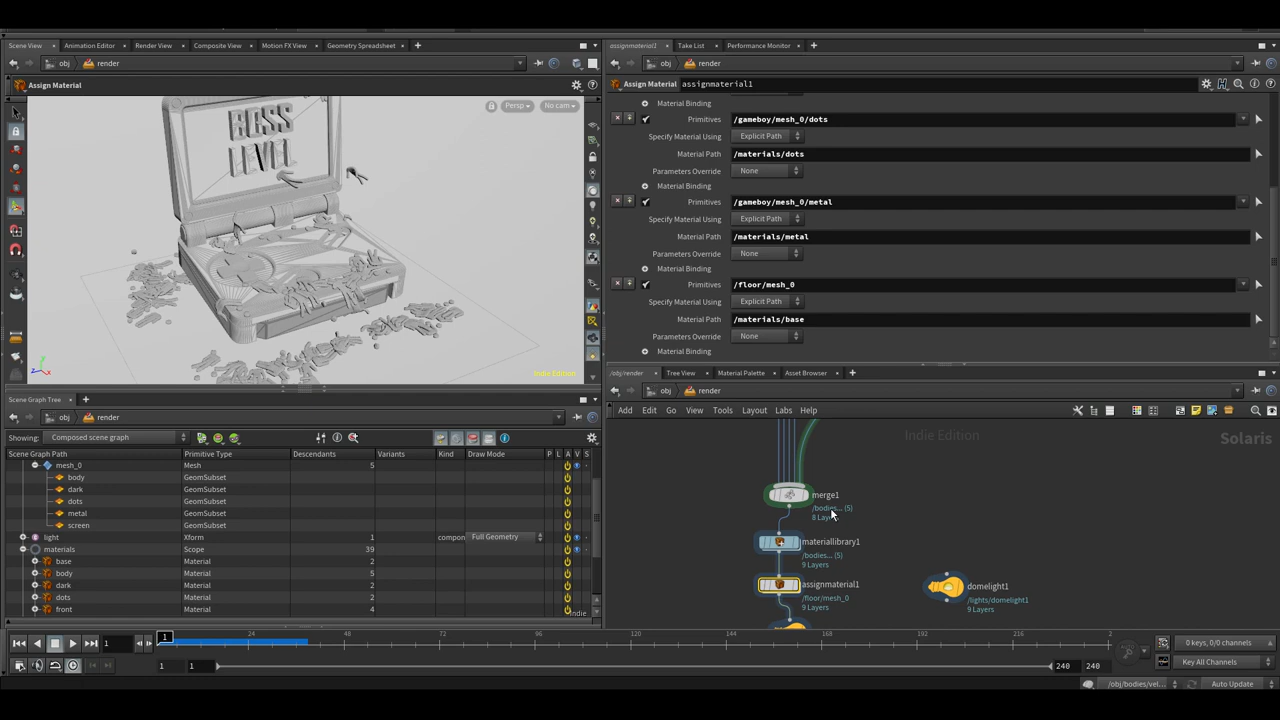 Scene View Animation Editor Render View Composite View Motion FX View Geometry Spreadsheet
obj render
Assign Material
Persp No cam
BOSS
LEVEL
Indie Edition
Scene Graph Tree
obj render
Showing: Composed scene graph
Scene Graph Path Primitive Type Descendants Variants Kind Draw Mode P L A V S
mesh_0 Mesh 5
body GeomSubset
dark GeomSubset
dots GeomSubset
metal GeomSubset
screen GeomSubset
light Xform 1 compon Full Geometry
materials Scope 39
base Material 2
body Material 5
dark Material 2
dots Material 2
front Material 4
assignmaterial1 Take List Performance Monitor
obj render
Assign Material assignmaterial1
Material Binding
Primitives /gameboy/mesh_0/dots
Specify Material Using Explicit Path
Material Path /materials/dots
Parameters Override None
Material Binding
Primitives /gameboy/mesh_0/metal
Specify Material Using Explicit Path
Material Path /materials/metal
Parameters Override None
Material Binding
Primitives /floor/mesh_0
Specify Material Using Explicit Path
Material Path /materials/base
Parameters Override None
Material Binding
/obj/render Tree View Material Palette Asset Browser
obj render
Add Edit Go View Tools Layout Labs Help
Indie Edition Solaris
merge1
/bodies... (5)
8 Layers
materiallibrary1
/bodies... (5)
9 Layers
assignmaterial1
/floor/mesh_0
9 Layers
domelight1
/lights/domelight1
9 Layers
1 1 24 48 72 96 120 144 168 192 216 2
0 keys, 0/0 channels
1 1 240 240
Key All Channels
/obj/bodies/vel... Auto Update